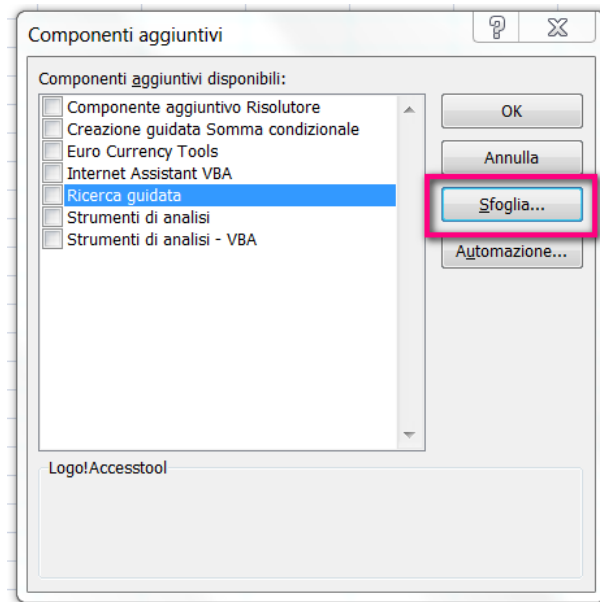 Componenti aggiuntivi
Componenti aggiuntivi disponibili:
Componente aggiuntivo Risolutore
Creazione guidata Somma condizionale
Euro Currency Tools
Internet Assistant VBA
Ricerca guidata
Strumenti di analisi
Strumenti di analisi - VBA
OK
Annulla
Sfoglia...
Automazione...
Logo!Accesstool